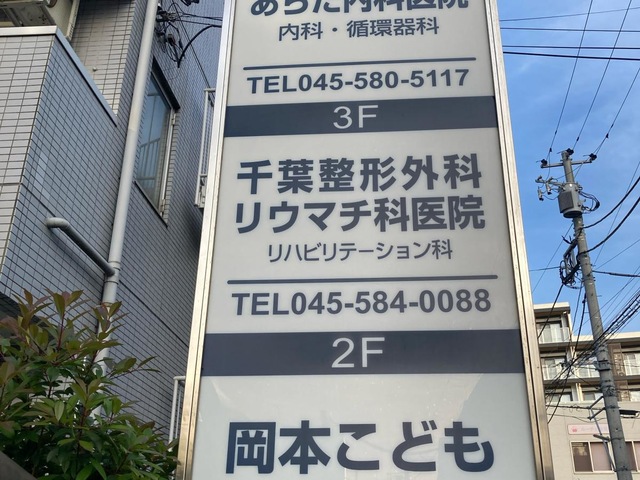 あらた内科医院
内科・循環器科
TEL045-580-5117
3F
千葉整形外科
リウマチ科医院
リハビリテーション科
TEL045-584-0088
2F
岡本こども